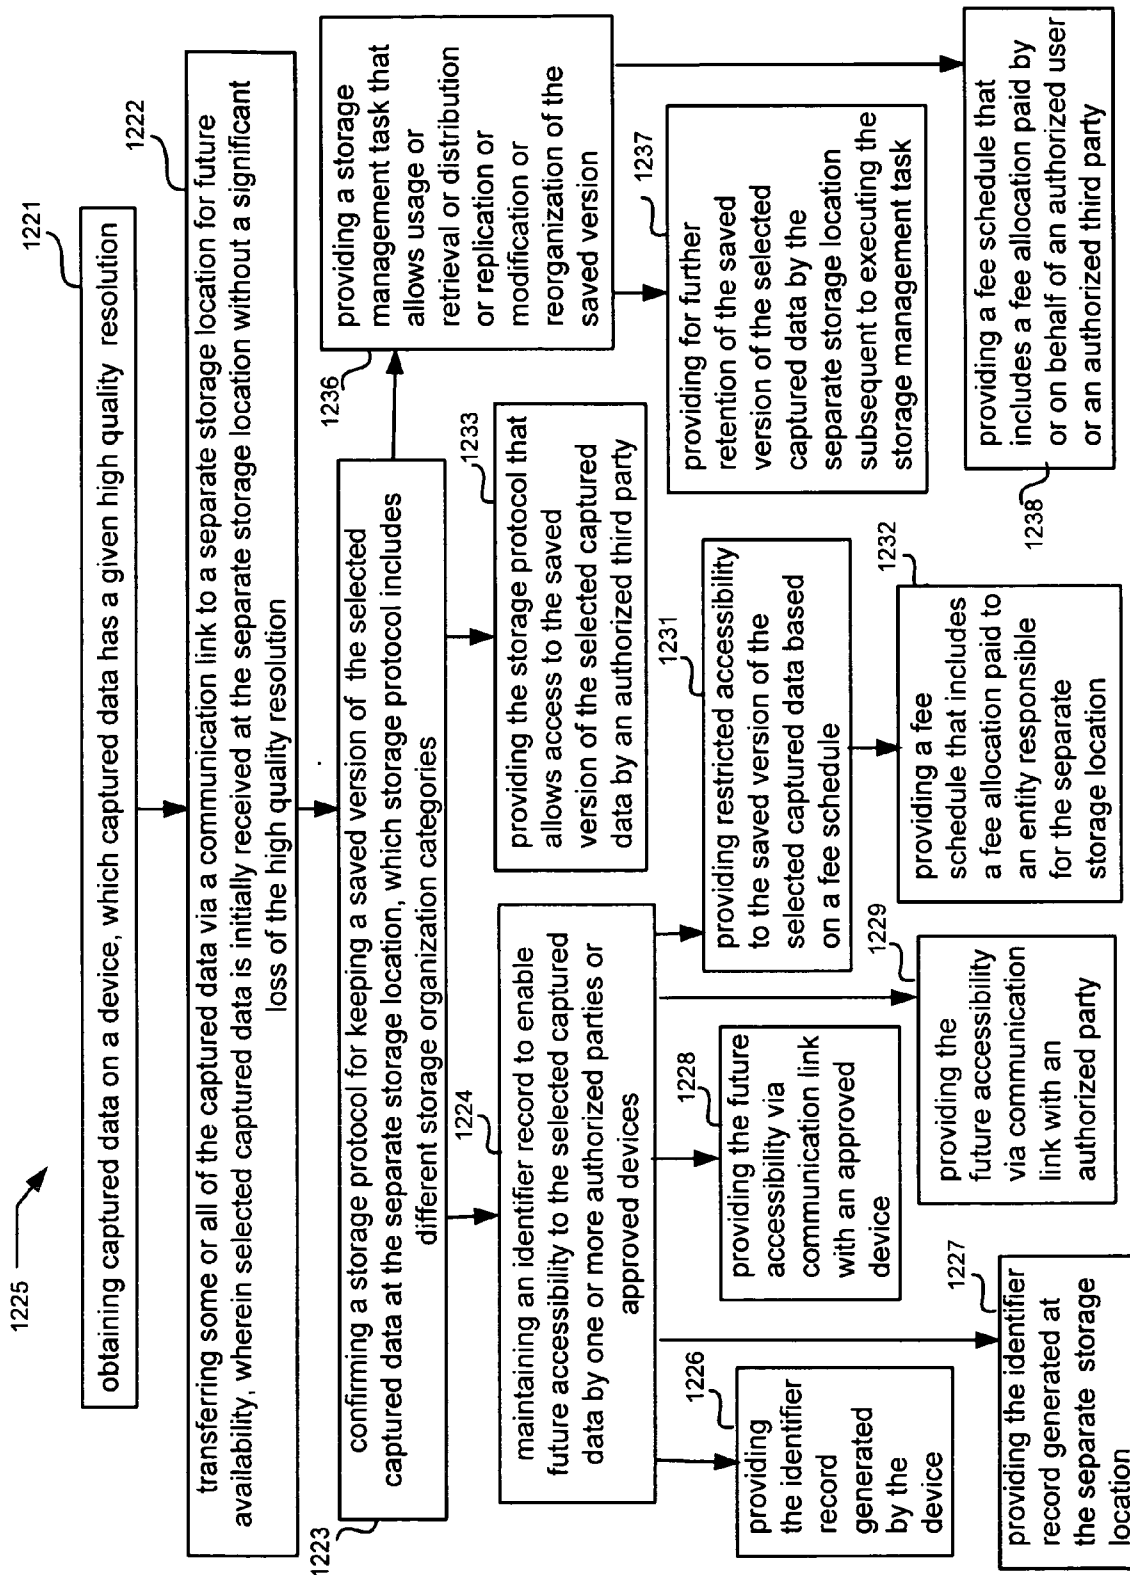 1225
1221
obtaining captured data on a device, which captured data has a given high quality resolution
1222
transferring some or all of the captured data via a communication link to a separate storage location for future
availability, wherein selected captured data is initially received at the separate storage location without a significant
loss of the high quality resolution
1223
confirming a storage protocol for keeping a saved version of the selected
captured data at the separate storage location, which storage protocol includes
different storage organization categories
1236
providing a storage
management task that
allows usage or
retrieval or distribution
or replication or
modification or
reorganization of the
saved version
1224
maintaining an identifier record to enable
future accessibility to the selected captured
data by one or more authorized parties or
approved devices
1233
providing the storage protocol that
allows access to the saved
version of the selected captured
data by an authorized third party
1237
providing for further
retention of the saved
version of the selected
captured data by the
separate storage location
subsequent to executing the
storage management task
1226
providing
the identifier
record
generated
by the
device
1228
providing the future
accessibility via
communication link
with an approved
device
1231
providing restricted accessibility
to the saved version of the
selected captured data based
on a fee schedule
1227
providing the identifier
record generated at
the separate storage
location
1229
providing the
future accessibility
via communication
link with an
authorized party
1232
providing a fee
schedule that includes
a fee allocation paid to
an entity responsible
for the separate
storage location
1238
providing a fee schedule that
includes a fee allocation paid by
or on behalf of an authorized user
or an authorized third party